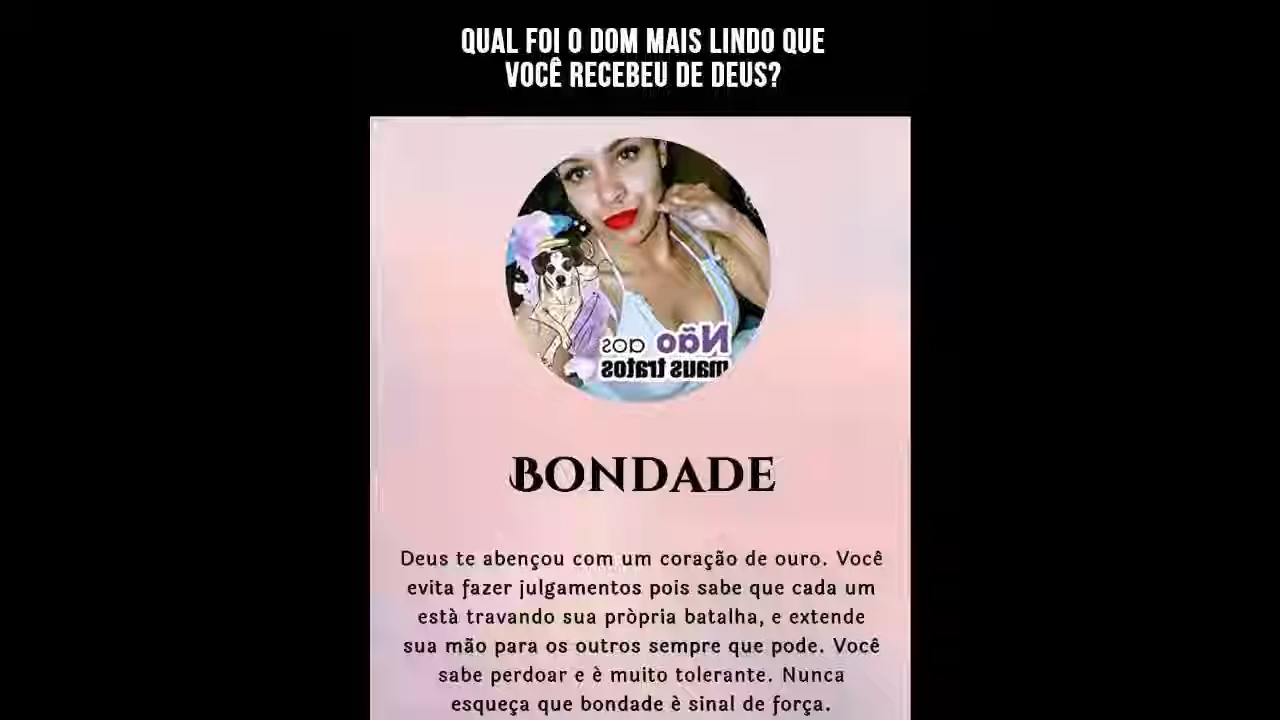 QUAL FOI O DOM MAIS LINDO QUE
VOCÊ RECEBEU DE DEUS?
Não aos
maus tratos
BONDADE
Deus te abençou com um coração de ouro. Você
evita fazer julgamentos pois sabe que cada um
està travando sua pròpria batalha, e extende
sua mão para os outros sempre que pode. Você
sabe perdoar e è muito tolerante. Nunca
esqueça que bondade è sinal de força.